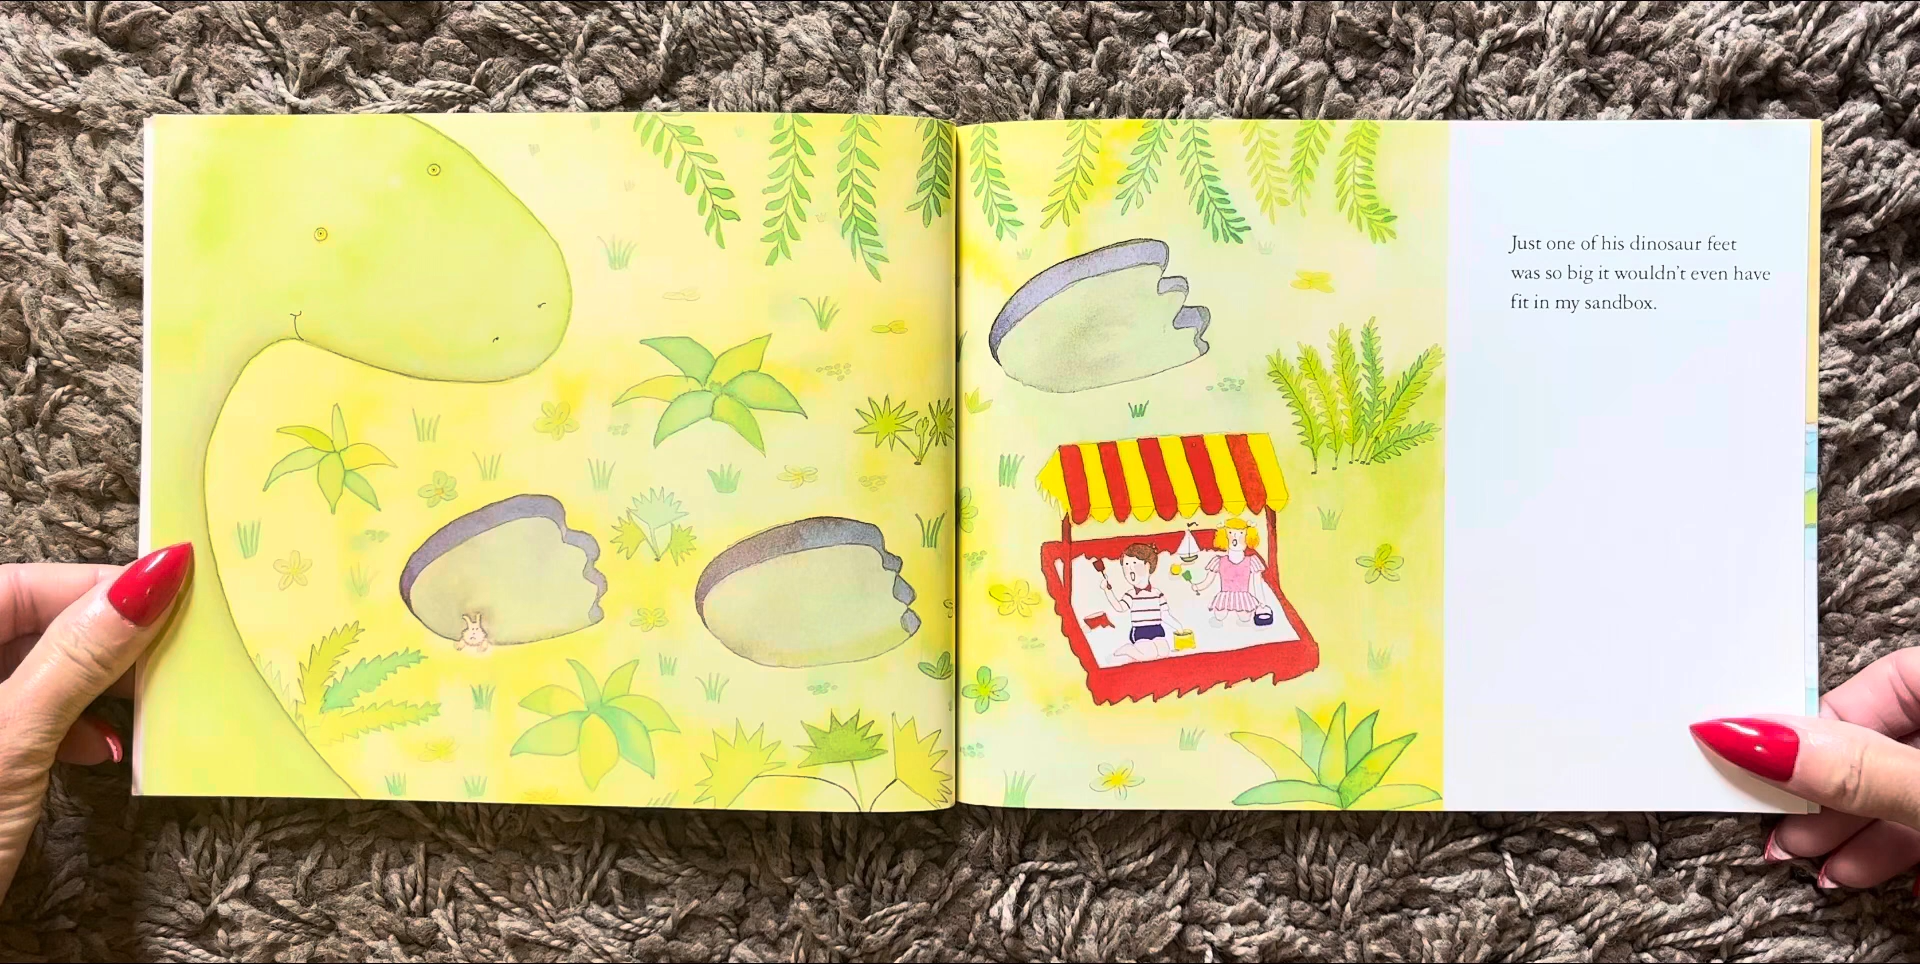 Just one of his dinosaur feet
was so big it wouldn't even have
fit in my sandbox.